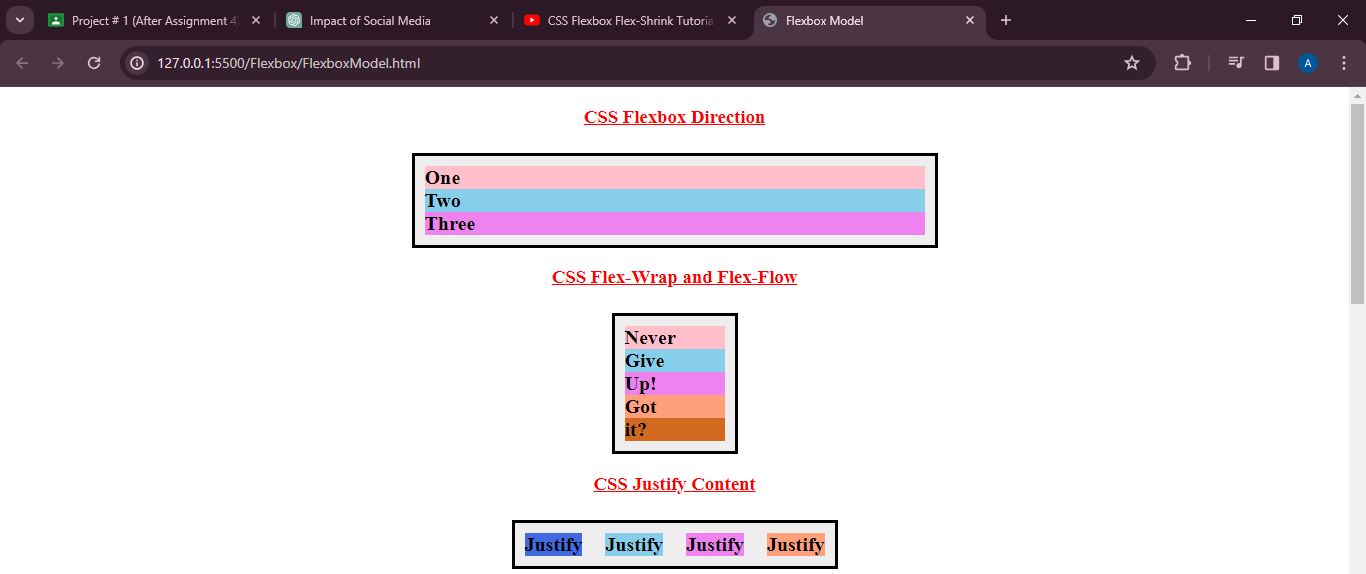 Project # 1 (After Assignment 4)
Impact of Social Media
CSS Flexbox Flex-Shrink Tutoria
Flexbox Model
127.0.0.1:5500/Flexbox/FlexboxModel.html
A
CSS Flexbox Direction
One
Two
Three
CSS Flex-Wrap and Flex-Flow
Never
Give
Up!
Got
it?
CSS Justify Content
Justify Justify Justify Justify